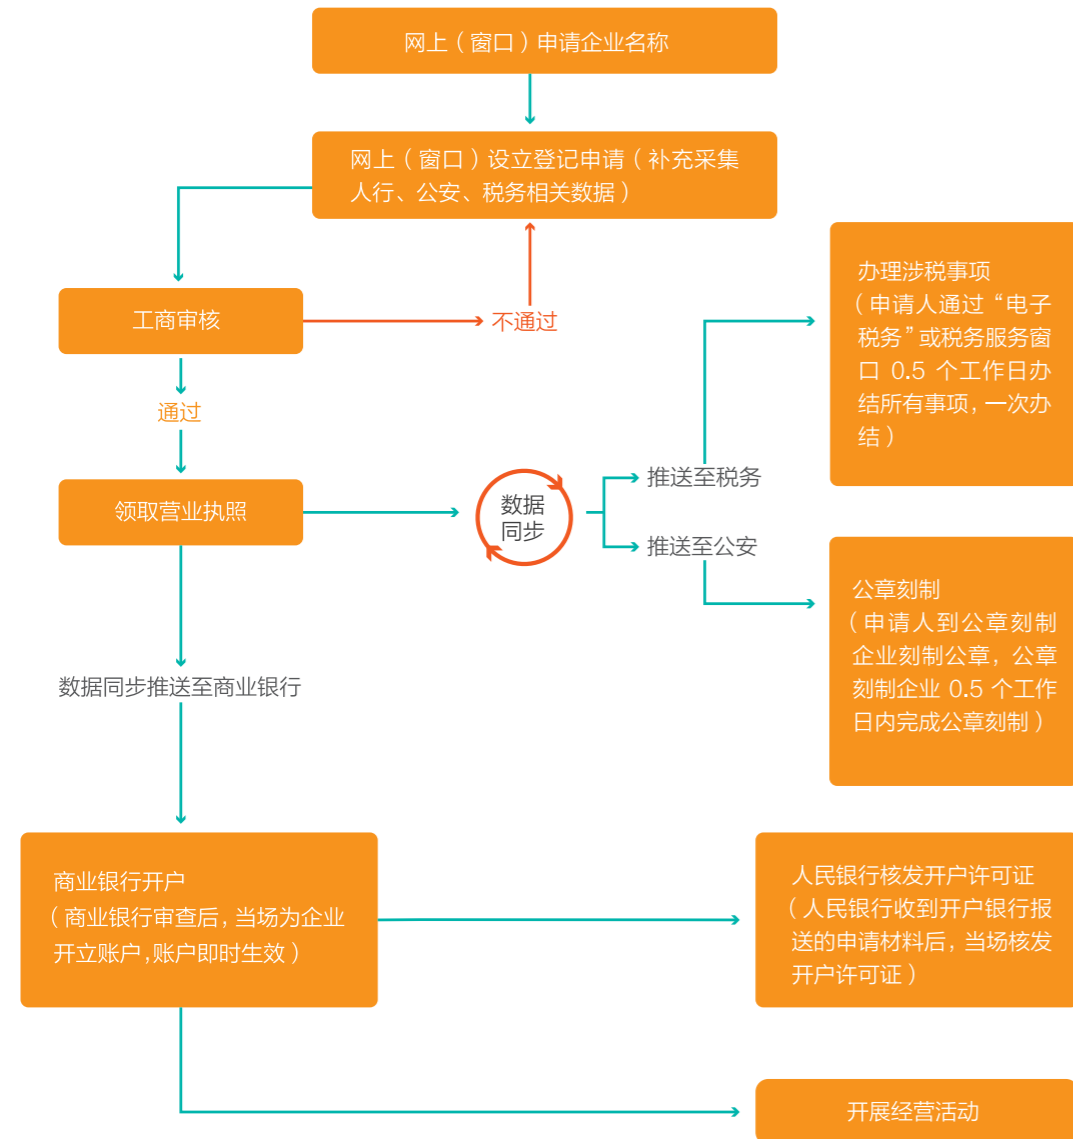 网上（窗口）申请企业名称
网上（窗口）设立登记申请（补充采集
人行、公安、税务相关数据）
工商审核
不通过
通过
领取营业执照
数据
同步
推送至税务
推送至公安
办理涉税事项
（申请人通过“电子
税务”或税务服务窗
口 0.5 个工作日办
结所有事项，一次办
结）
公章刻制
（申请人到公章刻制
企业刻制公章，公章
刻制企业 0.5 个工作
日内完成公章刻制）
数据同步推送至商业银行
商业银行开户
（商业银行审查后，当场为企业
开立账户，账户即时生效）
人民银行核发开户许可证
（人民银行收到开户银行报
送的申请材料后，当场核发
开户许可证）
开展经营活动